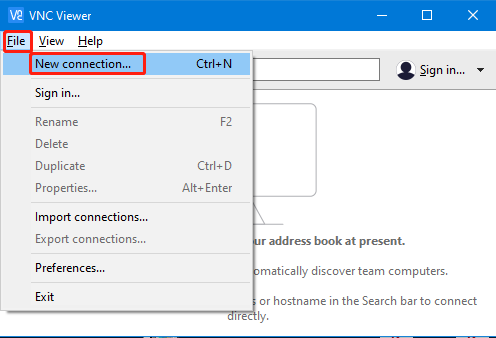 VNC Viewer
File View Help
New connection... Ctrl+N
Sign in...
Sign in...
Rename F2
Delete
Duplicate Ctrl+D
Properties... Alt+Enter
Import connections...
Export connections...
our address book at present.
Preferences...
tomatically discover team computers.
Exit
s or hostname in the Search bar to connect
directly.